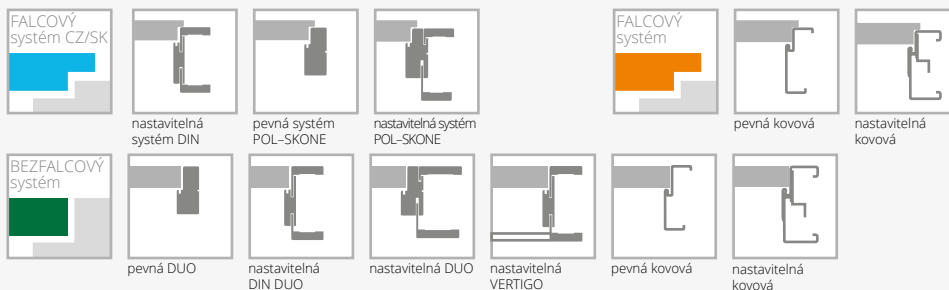 FALCOVÝ
systém CZ/SK
nastavitelná
systém DIN
pevná systém
POL–SKONE
nastavitelná systém
POL–SKONE
FALCOVÝ
systém
pevná kovová
nastavitelná
kovová
BEZFALCOVÝ
systém
pevná DUO
nastavitelná
DIN DUO
nastavitelná DUO
nastavitelná
VERTIGO
pevná kovová
nastavitelná
kovová